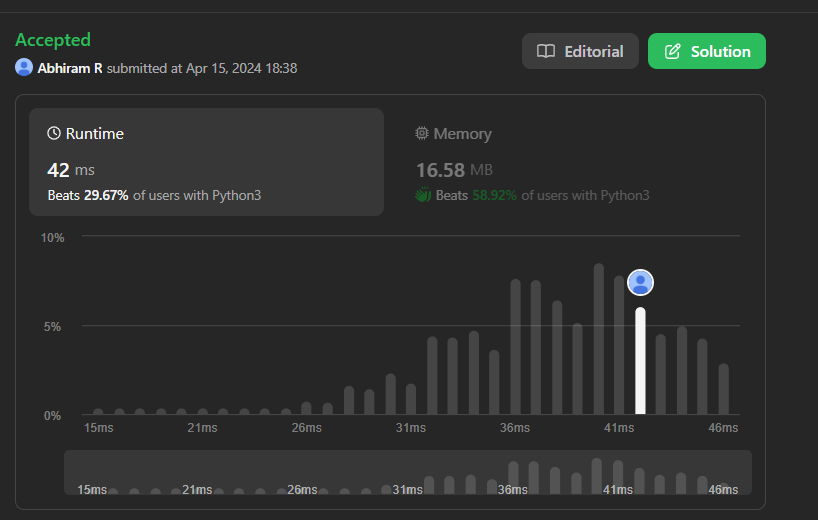 Accepted
Editorial
Solution
Abhiram R submitted at Apr 15, 2024 18:38
Runtime
42 ms
Beats 29.67% of users with Python3
Memory
16.58 MB
Beats 58.92% of users with Python3
10%
5%
0%
15ms 21ms 26ms 31ms 36ms 41ms 46ms
15ms 21ms 26ms 31ms 36ms 41ms 46ms